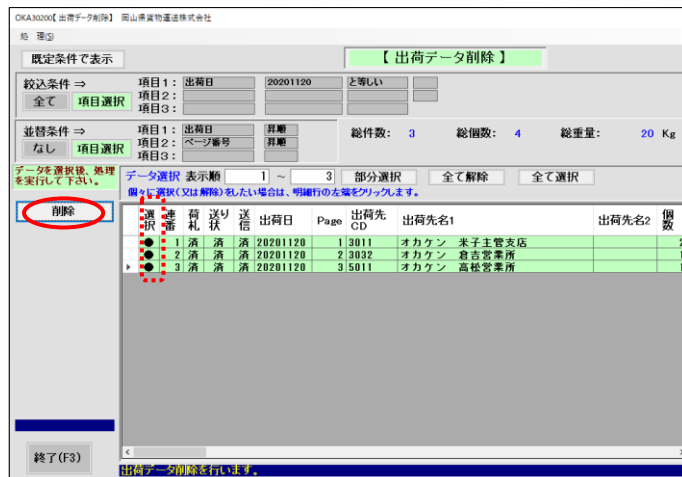 OKA30200【 出荷データ削除】 岡山県貨物運送株式会社
処 理(S)
既定条件で表示
【 出荷データ削除 】
絞込条件 ⇒ 項目1: 出荷日 20201120 と等しい
全て 項目選択 項目2:
項目3:
並替条件 ⇒ 項目1: 出荷日 昇順 総件数: 3 総個数: 4 総重量: 20 Kg
なし 項目選択 項目2: ページ番号 昇順
項目3:
データを選択後、処理
を実行して下さい。
データ選択 表示順 1 ~ 3 部分選択 全て解除 全て選択
個々に選択(又は解除)をしたい場合は、明細行の左端をクリックします。
削除
選択 連番 荷札 送り状 送信 出荷日 Page 出荷先CD 出荷先名1 出荷先名2 個数
● 1 済 済 済 20201120 1 3011 オカケン 米子主管支店 2
● 2 済 済 済 20201120 2 3032 オカケン 倉吉営業所 1
● 3 済 済 済 20201120 3 5011 オカケン 高松営業所 1
終了(F3)
出荷データ削除を行います。